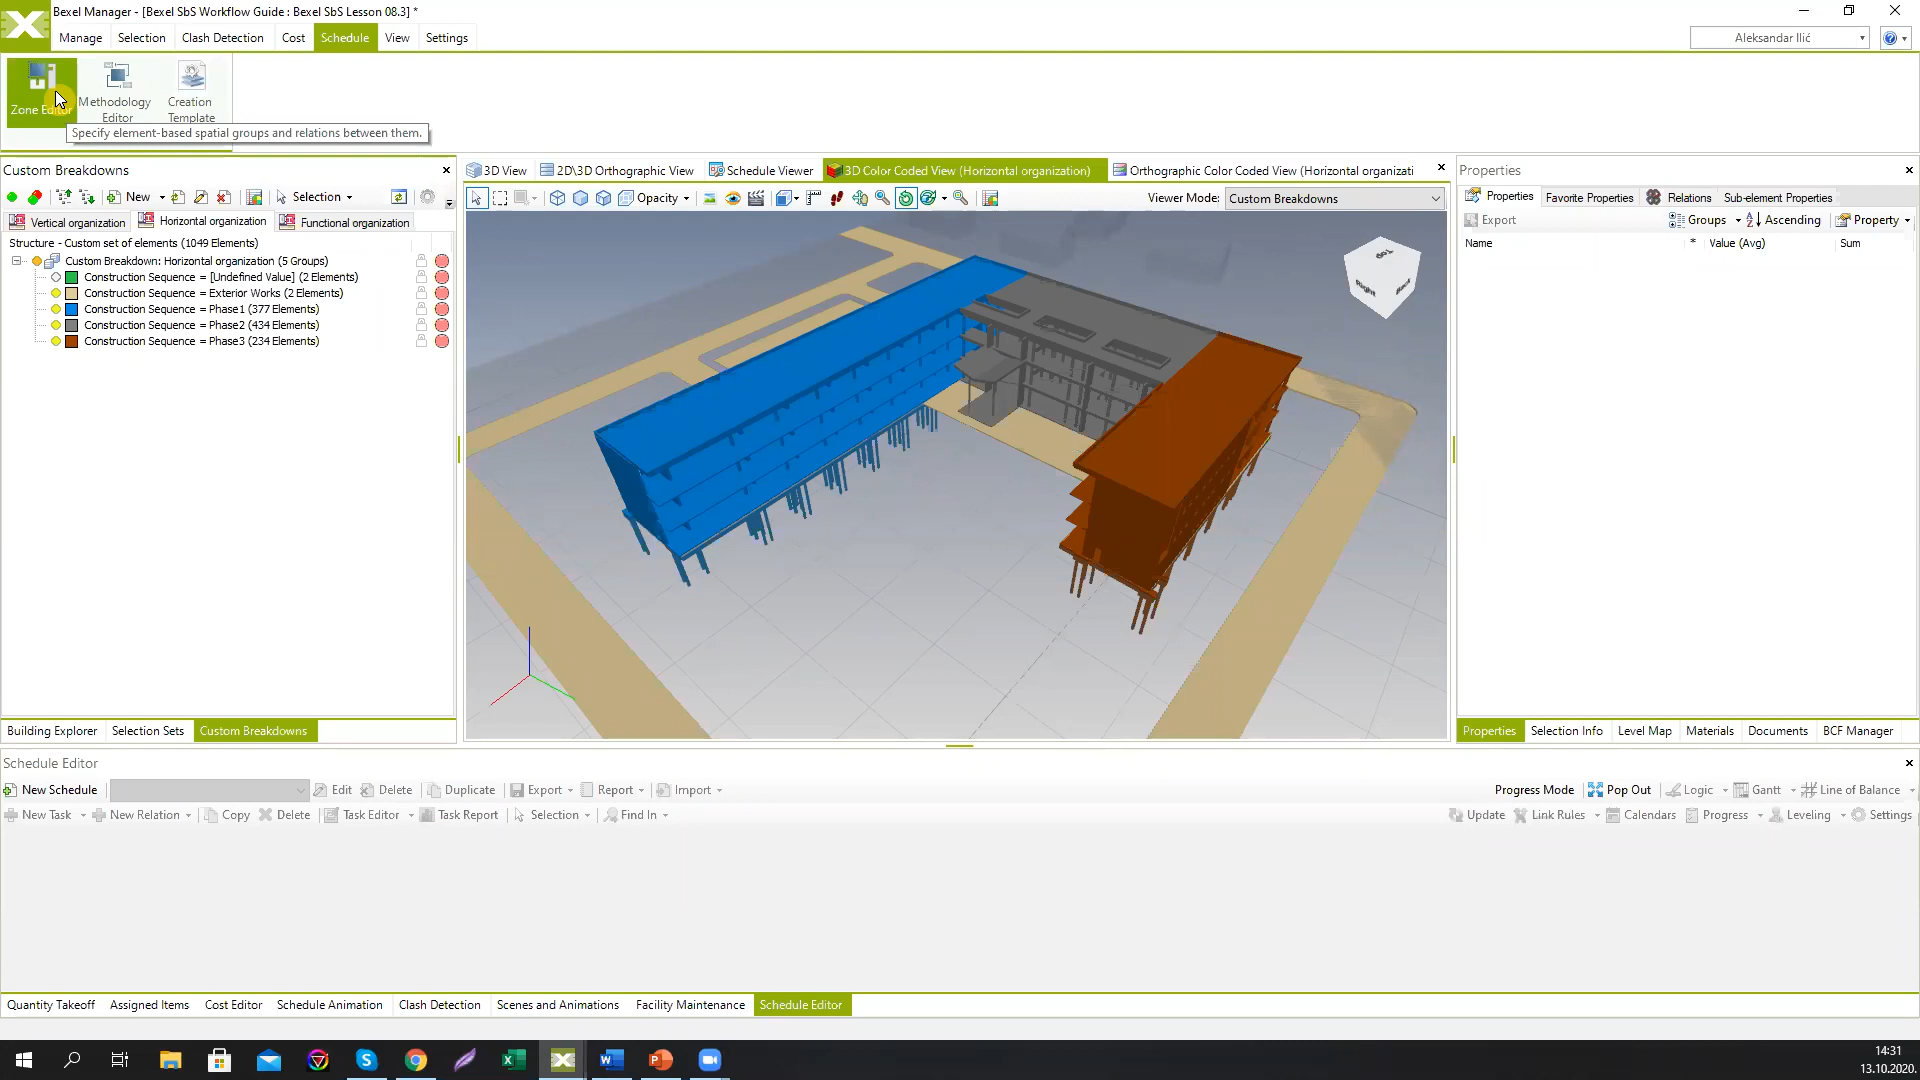 Bexel Manager - [Bexel SbS Workflow Guide : Bexel SbS Lesson 08.3] *
Manage Selection Clash Detection Cost Schedule View Settings
Aleksandar Ilić
Zone Editor
Methodology
Editor
Creation
Template
Specify element-based spatial groups and relations between them.
Custom Breakdowns
New Selection
Vertical organization Horizontal organization Functional organization
Structure - Custom set of elements (1049 Elements)
Custom Breakdown: Horizontal organization (5 Groups)
Construction Sequence = [Undefined Value] (2 Elements)
Construction Sequence = Exterior Works (2 Elements)
Construction Sequence = Phase1 (377 Elements)
Construction Sequence = Phase2 (434 Elements)
Construction Sequence = Phase3 (234 Elements)
Building Explorer Selection Sets Custom Breakdowns
3D View 2D\3D Orthographic View Schedule Viewer 3D Color Coded View (Horizontal organization) Orthographic Color Coded View (Horizontal organizati
Opacity Viewer Mode: Custom Breakdowns
Top
Right Back
Properties
Properties Favorite Properties Relations Sub-element Properties
Export Groups Ascending Property
Name * Value (Avg) Sum
Properties Selection Info Level Map Materials Documents BCF Manager
Schedule Editor
New Schedule Edit Delete Duplicate Export Report Import Progress Mode Pop Out Logic Gantt Line of Balance
New Task New Relation Copy Delete Task Editor Task Report Selection Find In Update Link Rules Calendars Progress Leveling Settings
Quantity Takeoff Assigned Items Cost Editor Schedule Animation Clash Detection Scenes and Animations Facility Maintenance Schedule Editor
14:31
13.10.2020.